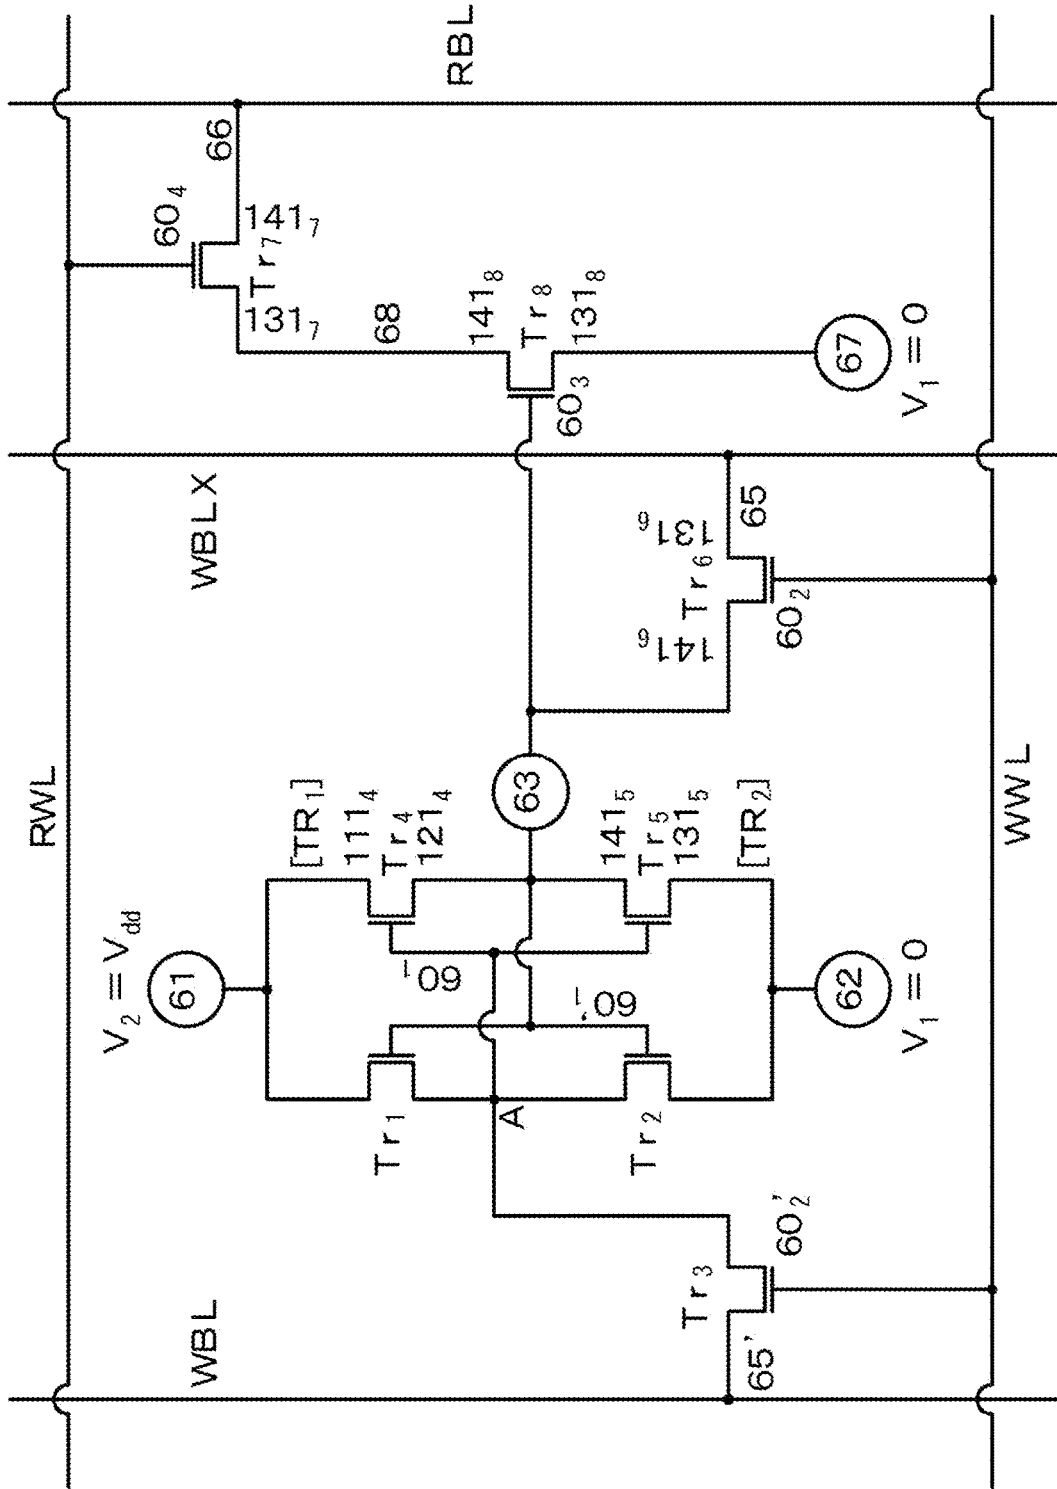 RWL
V₂ = Vdd
60₄
61
WBL
WBLX
66
131₇
Tr₇
141₇
[TR₁]
111₄
Tr₁
Tr₄
68
121₄
60₁
RBL
141₈
A
63
Tr₈
60₃
131₈
60₁'
141₅
Tr₂
Tr₅
141₆
131₆
131₅
Tr₃
Tr₆
65'
[TR₂]
65
60₂'
60₂
62
67
V₁ = 0
V₁ = 0
WWL